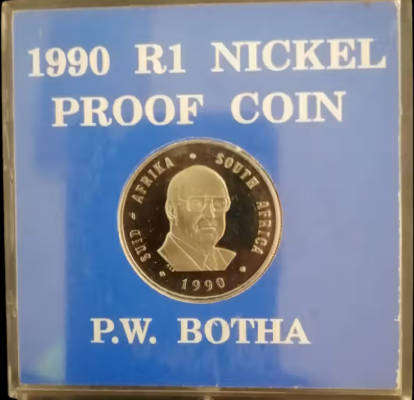 1990 R1 NICKEL
PROOF COIN
SUID - AFRIKA • SOUTH AFRICA
• 1990 •
P.W. BOTHA